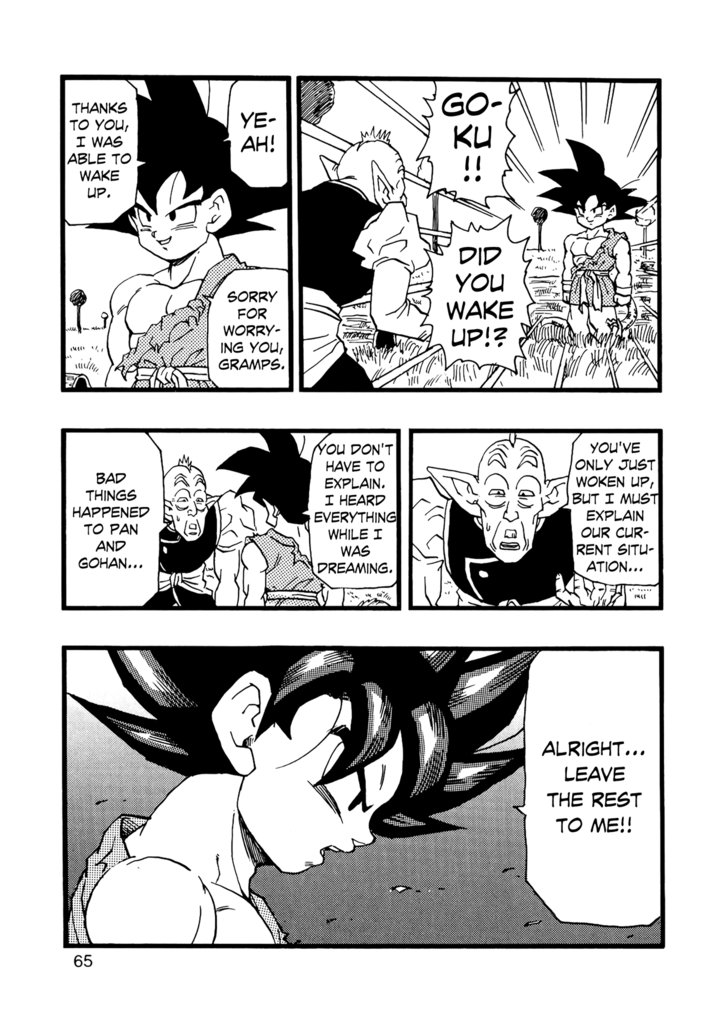 GO-
KU
!!
DID
YOU
WAKE
UP!?
YE-
AH!
THANKS
TO YOU,
I WAS
ABLE TO
WAKE
UP.
SORRY
FOR
WORRY-
ING YOU,
GRAMPS.
YOU'VE
ONLY JUST
WOKEN UP,
BUT I MUST
EXPLAIN
OUR CUR-
RENT SITU-
ATION...
YOU DON'T
HAVE TO
EXPLAIN.
I HEARD
EVERYTHING
WHILE I
WAS
DREAMING.
BAD
THINGS
HAPPENED
TO PAN
AND
GOHAN...
ALRIGHT...
LEAVE
THE REST
TO ME!!
65